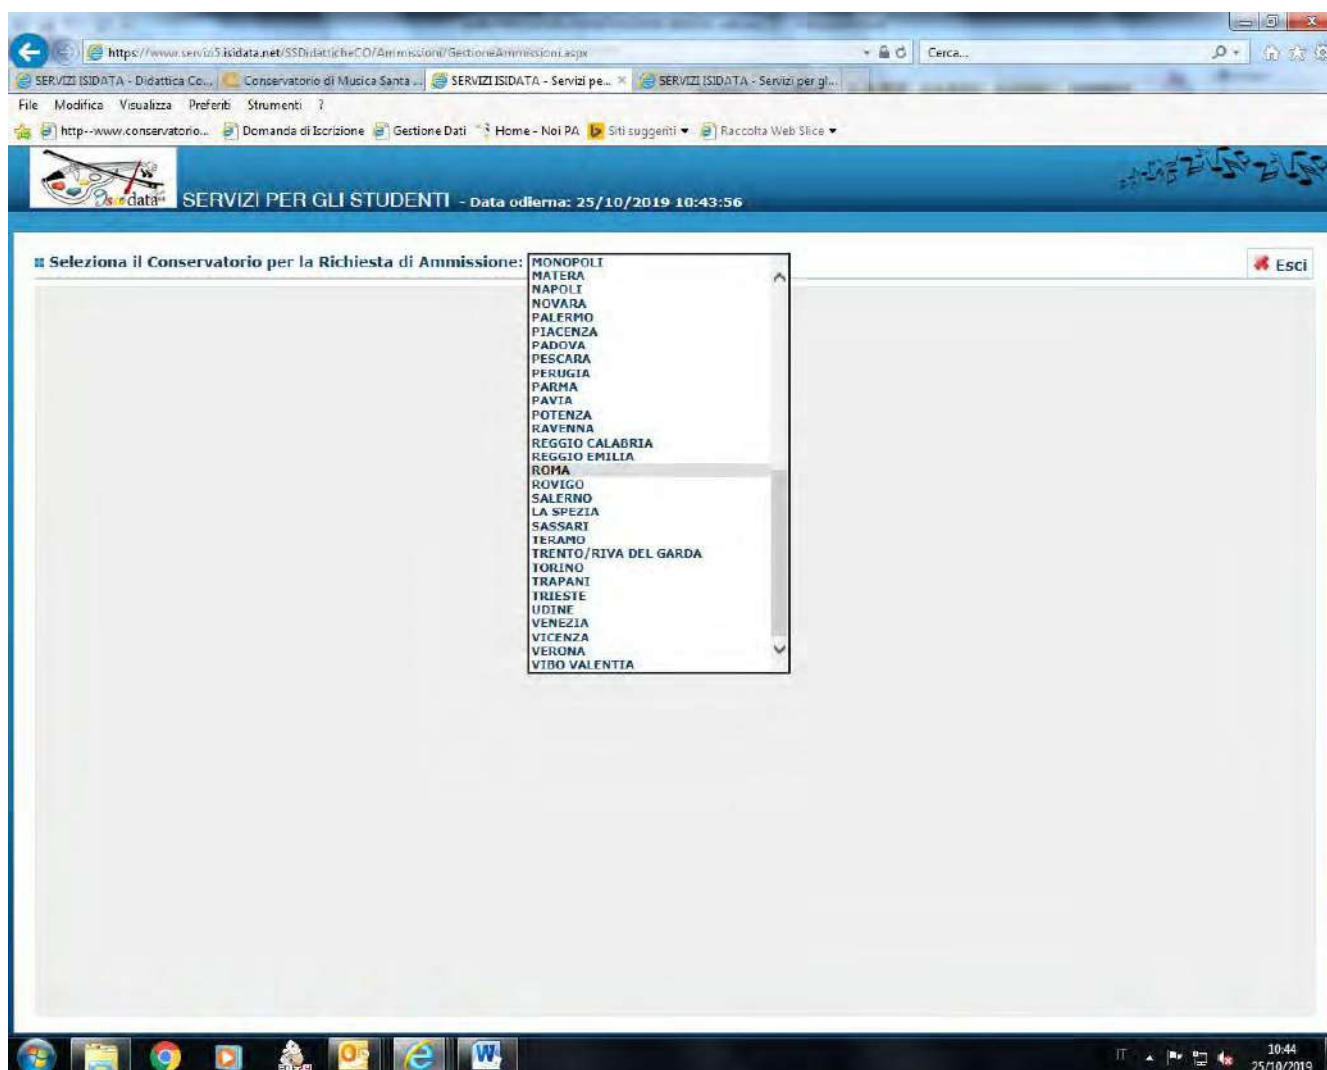 https://www.servizi5.isidata.net/SSDidatticheCO/Ammissioni/GestioneAmmissioni.aspx
Cerca...
SERVIZI ISIDATA - Didattica Co...
Conservatorio di Musica Santa ...
SERVIZI ISIDATA - Servizi pe...
SERVIZI ISIDATA - Servizi per gl...
File Modifica Visualizza Preferiti Strumenti ?
http--www.conservatorio...
Domanda di Iscrizione
Gestione Dati
Home - Noi PA
Siti suggeriti
Raccolta Web Slice
SERVIZI PER GLI STUDENTI - Data odierna: 25/10/2019 10:43:56
Seleziona il Conservatorio per la Richiesta di Ammissione:
Esci
MONOPOLI
MATERA
NAPOLI
NOVARA
PALERMO
PIACENZA
PADOVA
PESCARA
PERUGIA
PARMA
PAVIA
POTENZA
RAVENNA
REGGIO CALABRIA
REGGIO EMILIA
ROMA
ROVIGO
SALERNO
LA SPEZIA
SASSARI
TERAMO
TRENTO/RIVA DEL GARDA
TORINO
TRAPANI
TRIESTE
UDINE
VENEZIA
VICENZA
VERONA
VIBO VALENTIA
IT
10:44
25/10/2019